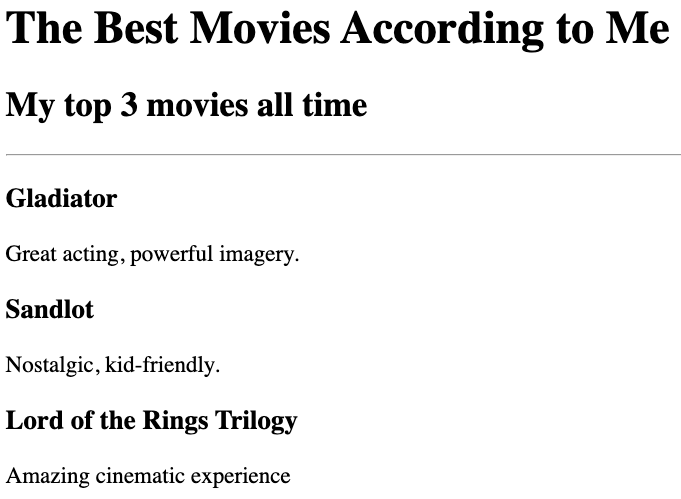 The Best Movies According to Me
My top 3 movies all time
Gladiator
Great acting, powerful imagery.
Sandlot
Nostalgic, kid-friendly.
Lord of the Rings Trilogy
Amazing cinematic experience